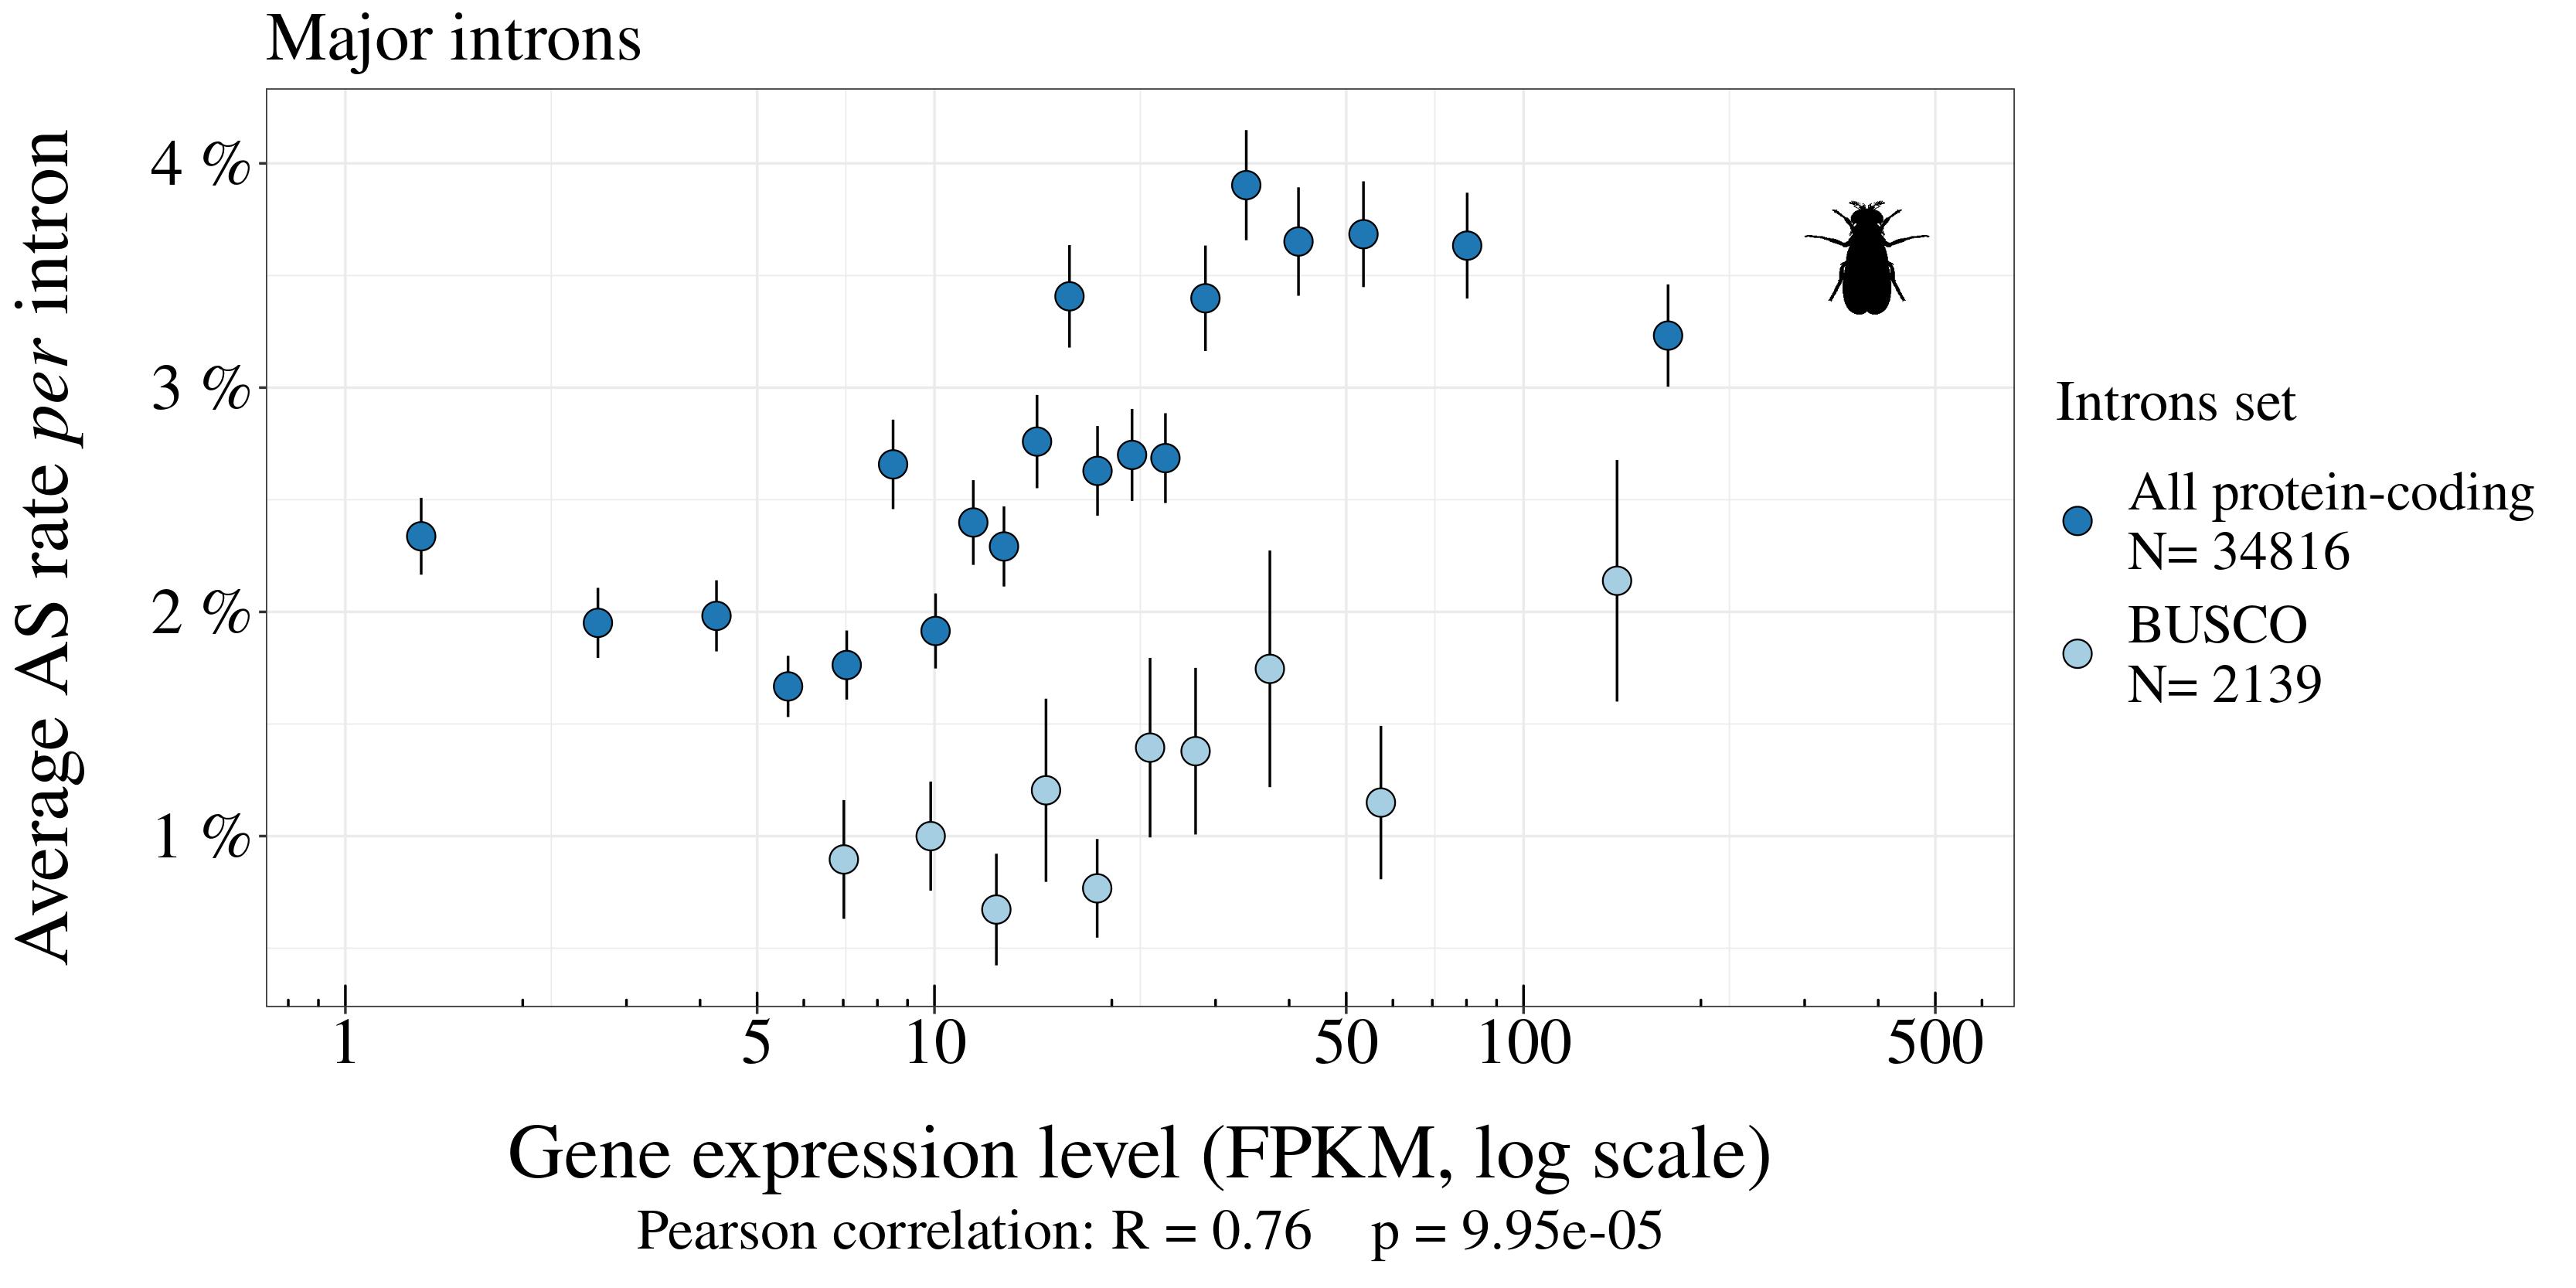 Major introns
Average AS rate per intron
4 %
3 %
2 %
1 %
1 5 10 50 100 500
Gene expression level (FPKM, log scale)
Pearson correlation: R = 0.76 p = 9.95e-05
Introns set
All protein-coding
N= 34816
BUSCO
N= 2139